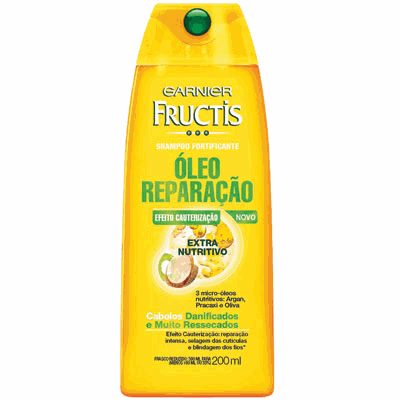 GARNIER
FRUCTIS
SHAMPOO FORTIFICANTE
ÓLEO
REPARAÇÃO
EFEITO CAUTERIZAÇÃO NOVO
EXTRA
NUTRITIVO
3 micro-óleos
nutritivos: Argan,
Pracaxi e Oliva
Cabelos Danificados
e Muito Ressecados
Efeito Cauterização: reparação
intensa, selagem das cutículas
e blindagem dos fios*
200ml